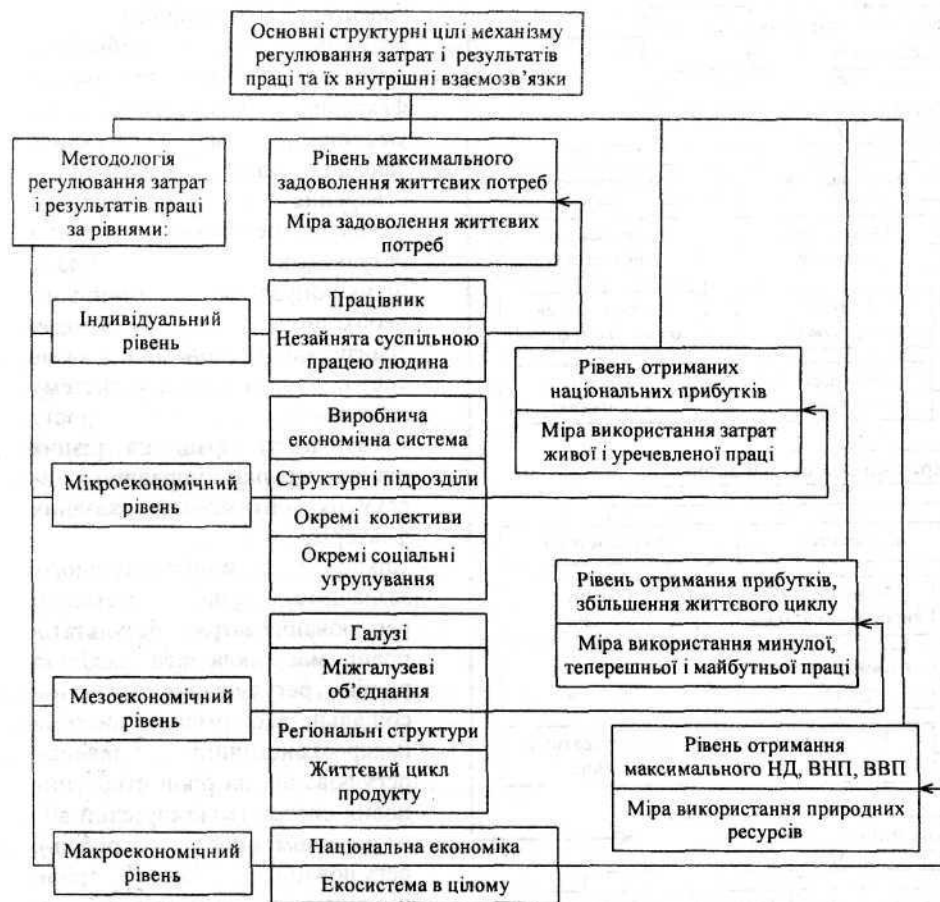 Основні структурні цілі механізму
регулювання затрат і результатів
праці та їх внутрішні взаємозв’язки
Методологія
регулювання затрат
і результатів праці
за рівнями:
Рівень максимального
задоволення життєвих потреб
Міра задоволення життєвих
потреб
Індивідуальний
рівень
Працівник
Незайнята суспільною
працею людина
Рівень отриманих
національних прибутків
Міра використання затрат
живої і уречевленої праці
Мікроекономічний
рівень
Виробнича
економічна система
Структурні підрозділи
Окремі колективи
Окремі соціальні
угрупування
Рівень отримання прибутків,
збільшення життєвого циклу
Міра використання минулої,
теперешньої і майбутньої праці
Мезоекономічний
рівень
Галузі
Міжгалузеві
об’єднання
Регіональні структури
Життєвий цикл
продукту
Рівень отримання
максимального НД, ВНП, ВВП
Міра використання природних
ресурсів
Макроекономічний
рівень
Національна економіка
Екосистема в цілому